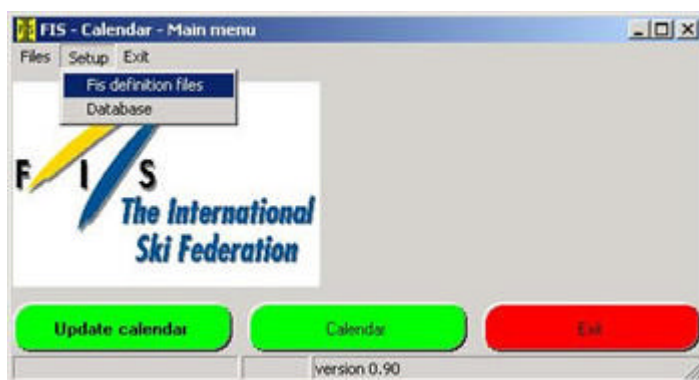 FIS - Calendar - Main menu
Files Setup Exit
Fis definition files
Database
F I S
The International
Ski Federation
Update calendar Calendar Exit
version 0.90